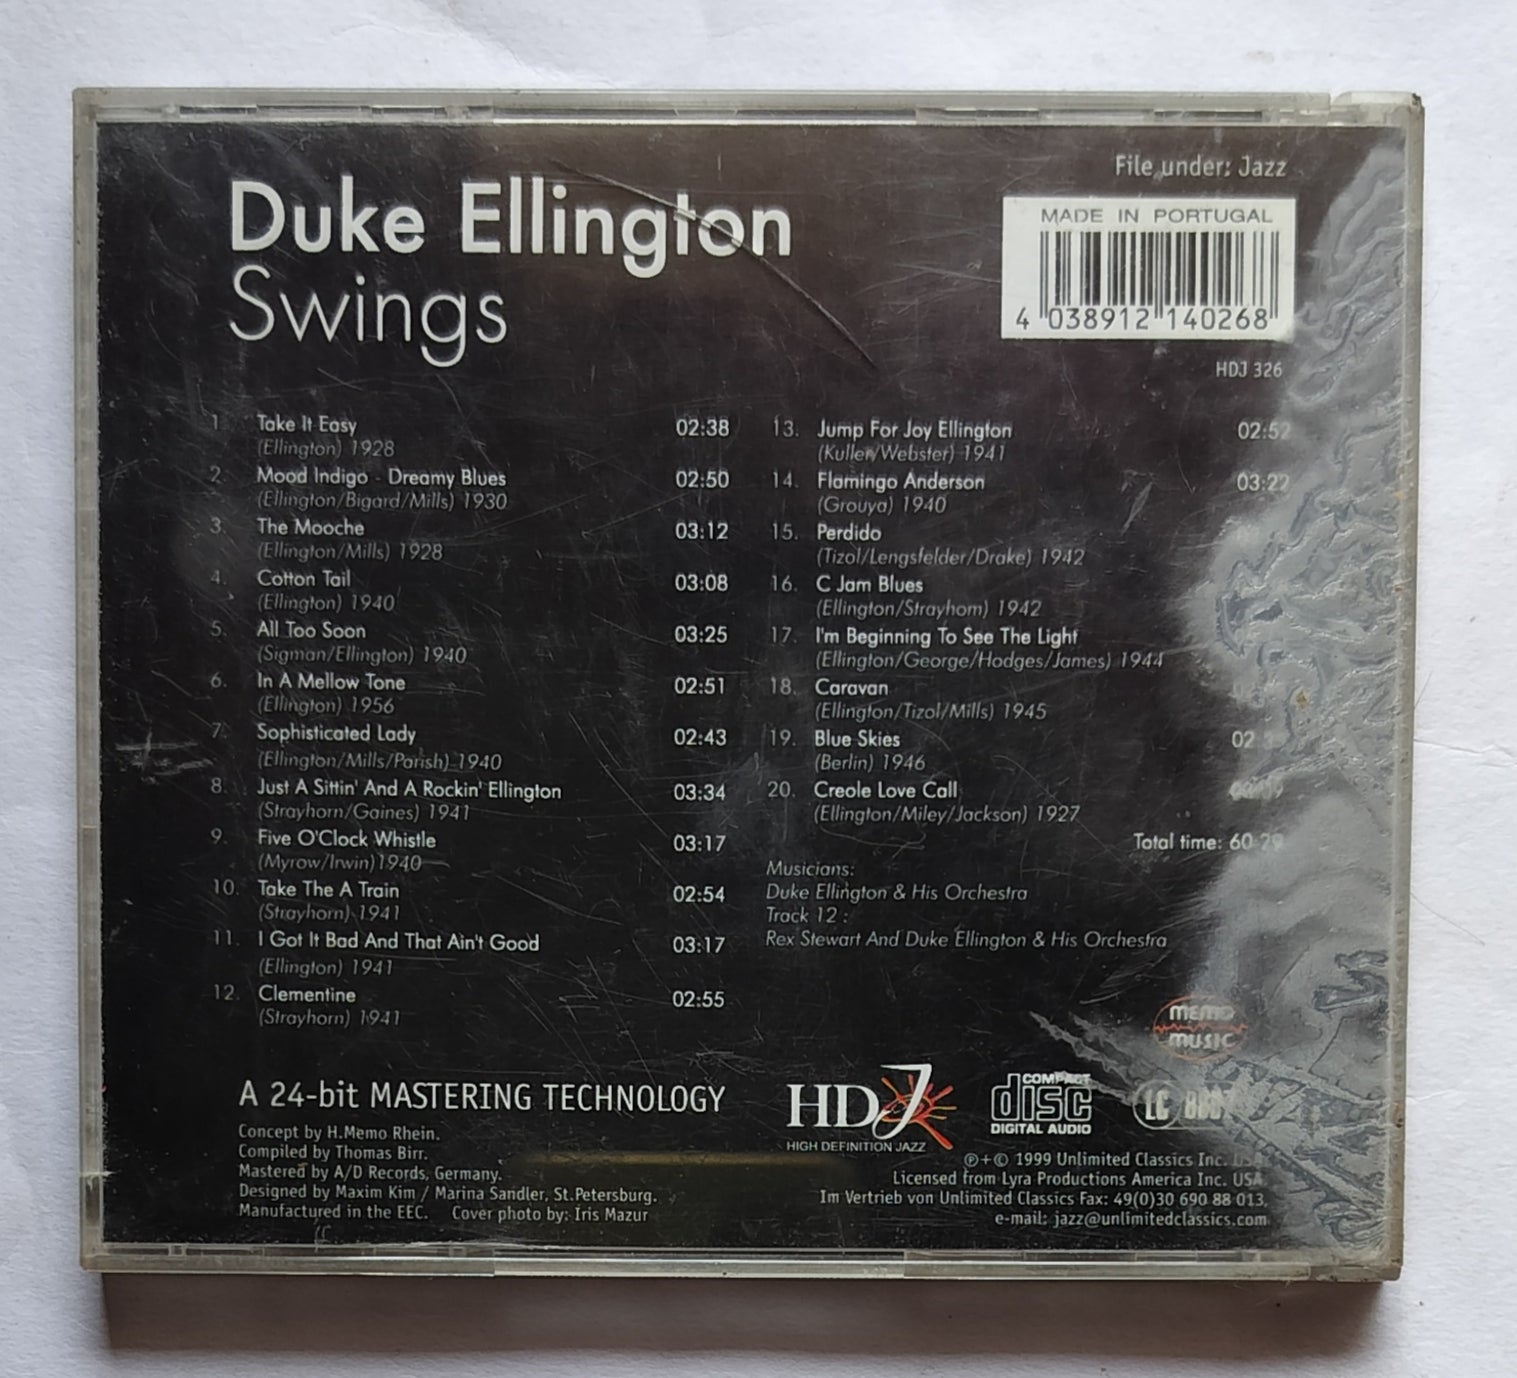 File under: Jazz
Duke Ellington
Swings
MADE IN PORTUGAL
4 038912 140268
HDJ 326
1. Take It Easy 02:38
(Ellington) 1928
2. Mood Indigo - Dreamy Blues 02:50
(Ellington/Bigard/Mills) 1930
3. The Mooche 03:12
(Ellington/Mills) 1928
4. Cotton Tail 03:08
(Ellington) 1940
5. All Too Soon 03:25
(Sigman/Ellington) 1940
6. In A Mellow Tone 02:51
(Ellington) 1956
7. Sophisticated Lady 02:43
(Ellington/Mills/Parish) 1940
8. Just A Sittin' And A Rockin' Ellington 03:34
(Strayhorn/Gaines) 1941
9. Five O'Clock Whistle 03:17
(Myrow/Irwin) 1940
10. Take The A Train 02:54
(Strayhorn) 1941
11. I Got It Bad And That Ain't Good 03:17
(Ellington) 1941
12. Clementine 02:55
(Strayhorn) 1941
13. Jump For Joy Ellington 02:52
(Kuller/Webster) 1941
14. Flamingo Anderson 03:22
(Grouya) 1940
15. Perdido
(Tizol/Lengsfelder/Drake) 1942
16. C Jam Blues
(Ellington/Strayhorn) 1942
17. I'm Beginning To See The Light
(Ellington/George/Hodges/James) 1944
18. Caravan
(Ellington/Tizol/Mills) 1945
19. Blue Skies
(Berlin) 1946
20. Creole Love Call
(Ellington/Miley/Jackson) 1927
Total time: 60:29
Musicians:
Duke Ellington & His Orchestra
Track 12 :
Rex Stewart And Duke Ellington & His Orchestra
MEMO
MUSIC
A 24-bit MASTERING TECHNOLOGY
Concept by H.Memo Rhein.
Compiled by Thomas Birr.
Mastered by A/D Records, Germany.
Designed by Maxim Kim / Marina Sandler, St.Petersburg.
Manufactured in the EEC. Cover photo by: Iris Mazur
HDJ
HIGH DEFINITION JAZZ
COMPACT
disc
DIGITAL AUDIO
LC
℗+© 1999 Unlimited Classics Inc. USA
Licensed from Lyra Productions America Inc. USA
Im Vertrieb von Unlimited Classics Fax: 49(0)30 690 88 013,
e-mail: jazz@unlimitedclassics.com